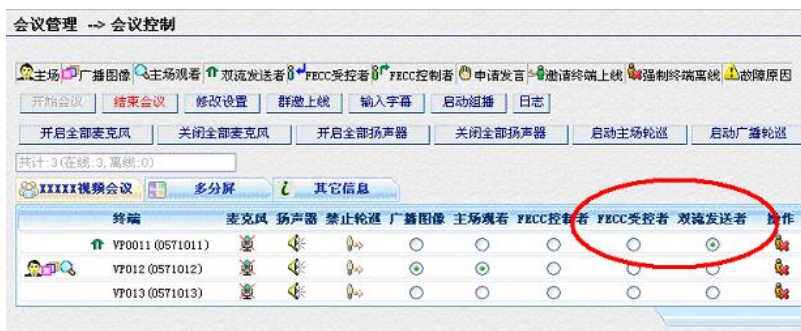 会议管理 --> 会议控制
主场 广播图像 主场观看 双流发送者 FECC受控者 FECC控制者 申请发言 邀请终端上线 强制终端离线 故障原因
开始会议 结束会议 修改设置 群邀上线 输入字幕 启动组播 日志
开启全部麦克风 关闭全部麦克风 开启全部扬声器 关闭全部扬声器 启动主场轮巡 启动广播轮巡
共计:3(在线:3,离线:0)
XXXXX视频会议 多分屏 i 其它信息
终端 麦克风 扬声器 禁止轮巡 广播图像 主场观看 FECC控制者 FECC受控者 双流发送者 操作
VP0011(0571011)
VP012(0571012)
VP013(0571013)